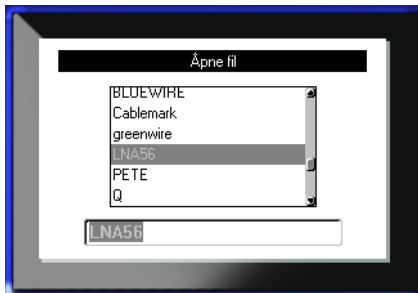 Åpne fil
BLUEWIRE
Cablemark
greenwire
LNA56
PETE
Q
LNA56